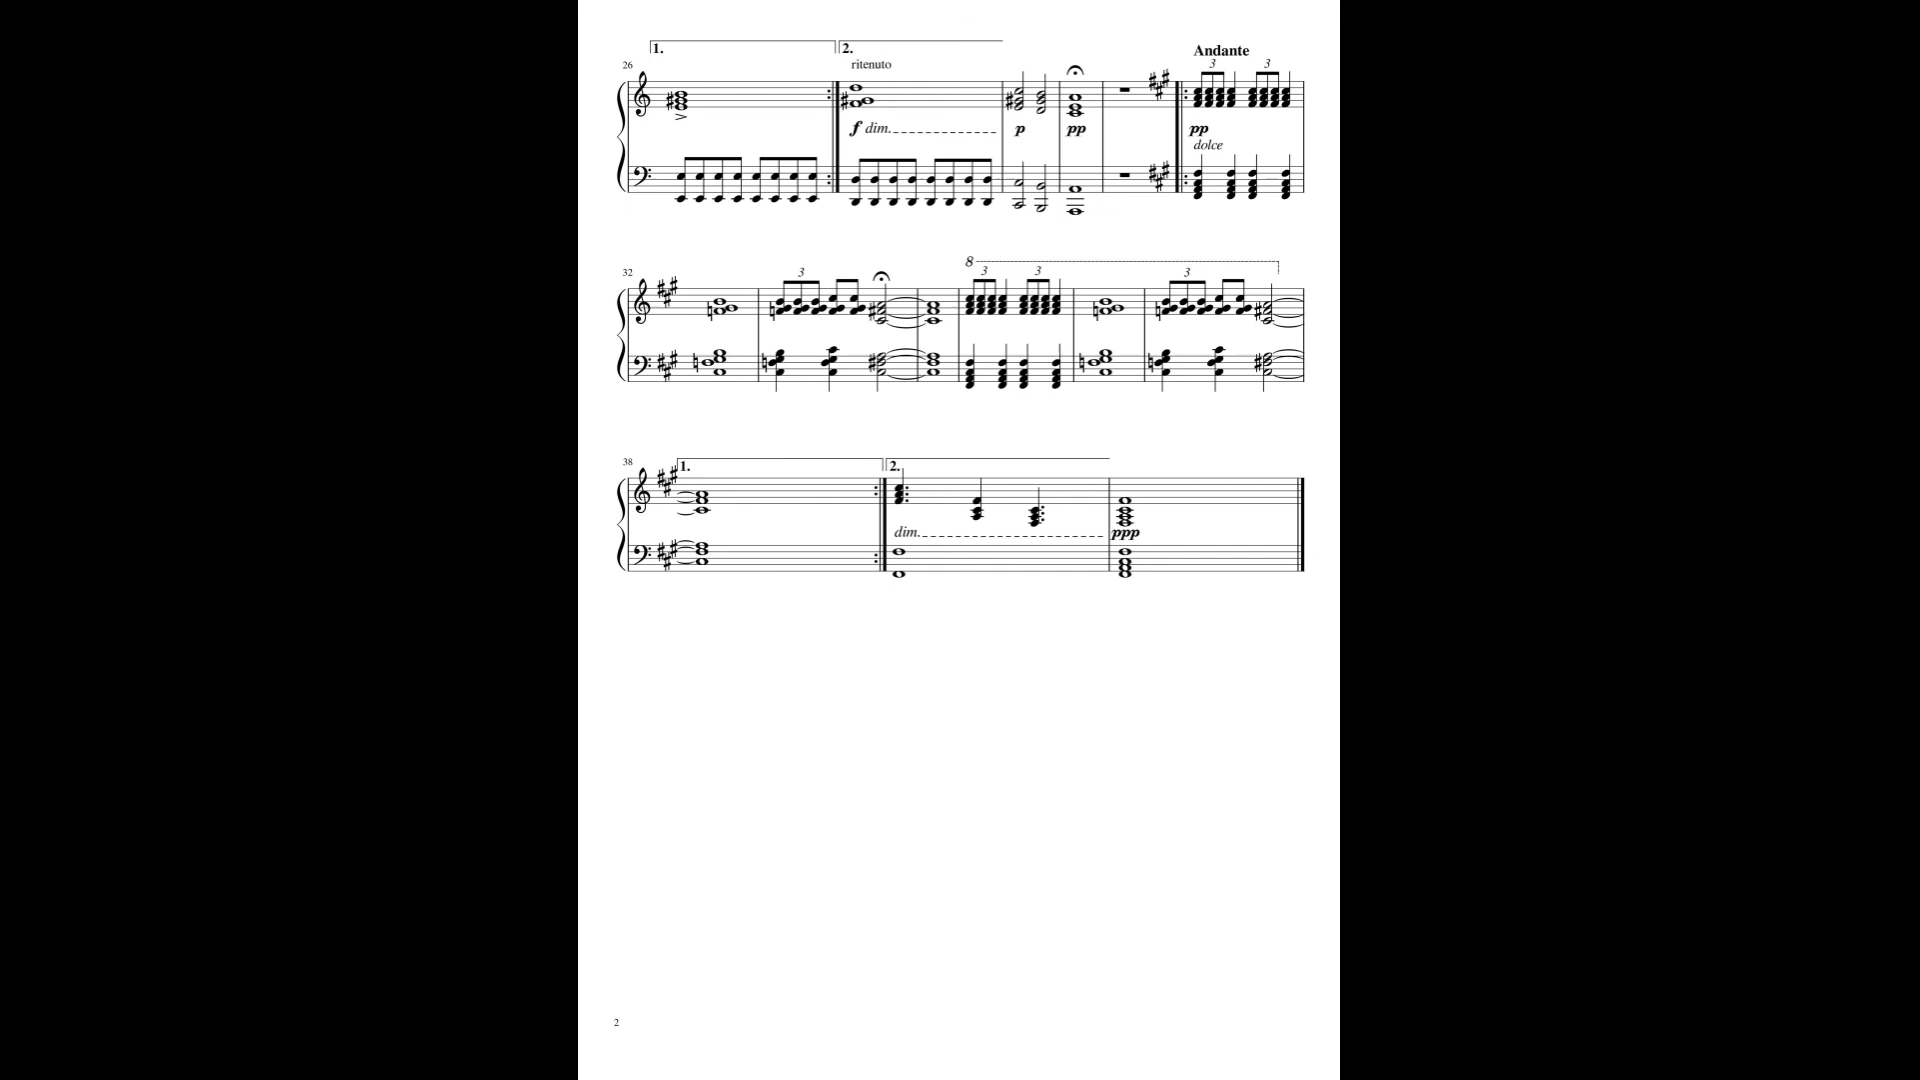 1.
2.
Andante
26
ritenuto
3
3
f dim.
p
pp
pp
dolce
8
32
3
3
3
3
38
1.
2.
dim.
ppp
2